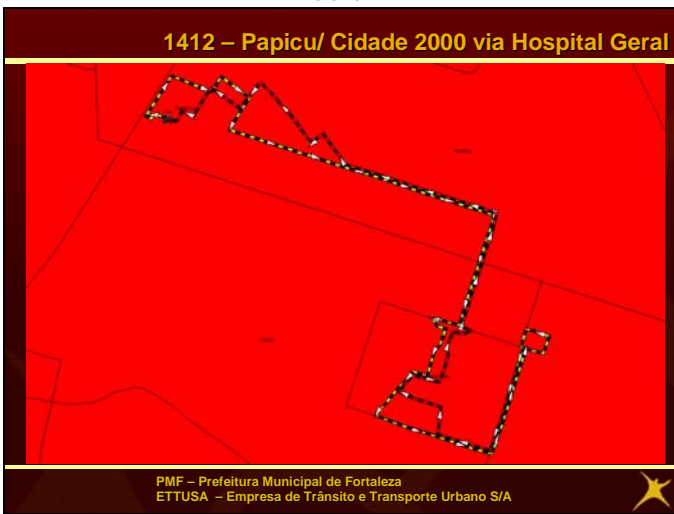 1412 – Papicu/ Cidade 2000 via Hospital Geral
PMF – Prefeitura Municipal de Fortaleza
ETTUSA – Empresa de Trânsito e Transporte Urbano S/A